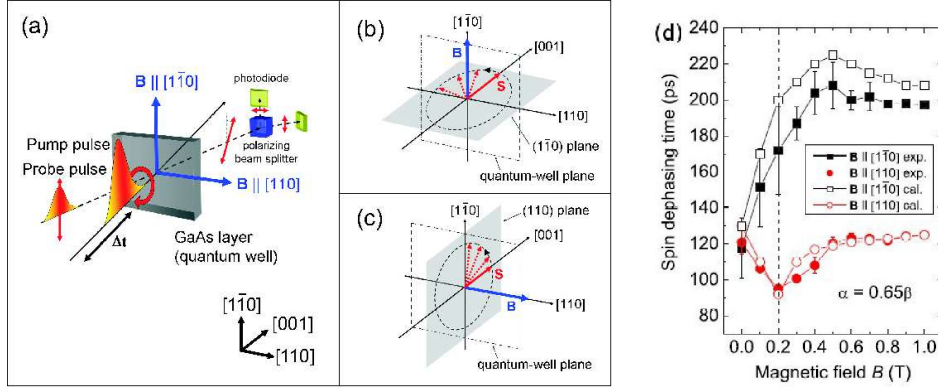 (a)
B || [11̄0]
photodiode
Pump pulse
Probe pulse
polarizing
beam splitter
B || [110]
Δt
GaAs layer
(quantum well)
[11̄0]
[001]
[110]
(b)
[11̄0]
[001]
B
S
[110]
(11̄0) plane
quantum-well plane
(c)
[11̄0]
(110) plane
[001]
S
[110]
B
quantum-well plane
(d)
Spin dephasing time (ps)
220
200
180
160
140
120
100
80
B || [11̄0] exp.
B || [110] exp.
B || [11̄0] cal.
B || [110] cal.
α = 0.65β
0.0 0.2 0.4 0.6 0.8 1.0
Magnetic field B (T)